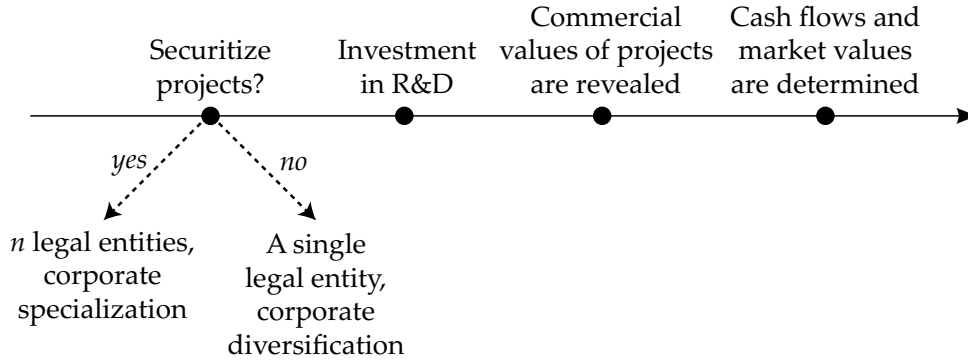 Securitize
projects?
Investment
in R&D
Commercial
values of projects
are revealed
Cash flows and
market values
are determined
yes
no
n legal entities,
corporate
specialization
A single
legal entity,
corporate
diversification